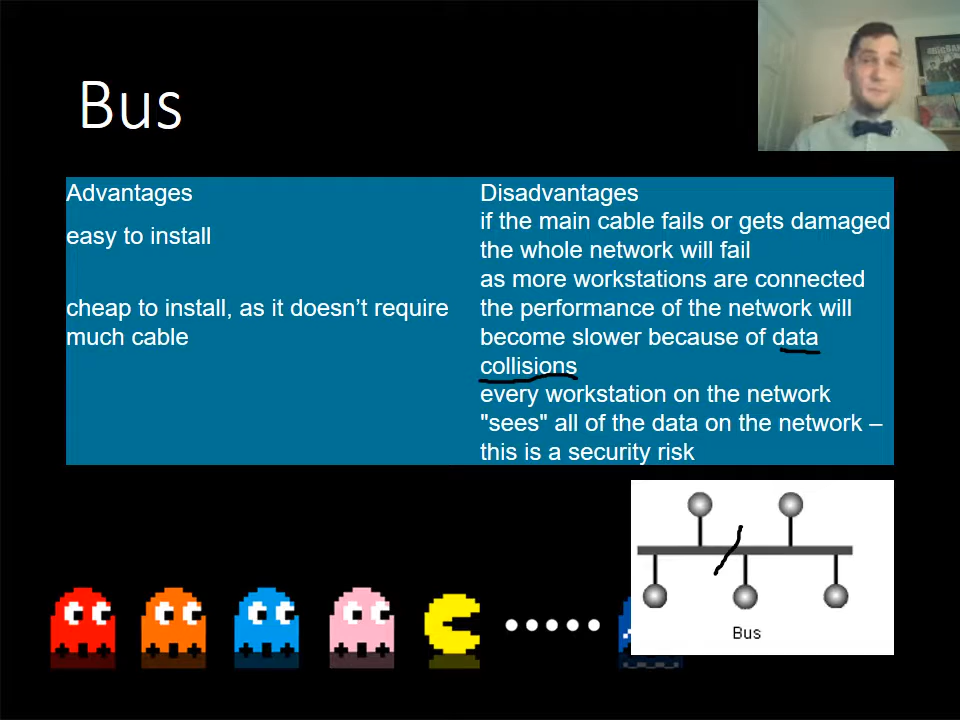 Bus
Advantages
easy to install
cheap to install, as it doesn’t require
much cable
Disadvantages
if the main cable fails or gets damaged
the whole network will fail
as more workstations are connected
the performance of the network will
become slower because of data
collisions
every workstation on the network
"sees" all of the data on the network –
this is a security risk
Bus